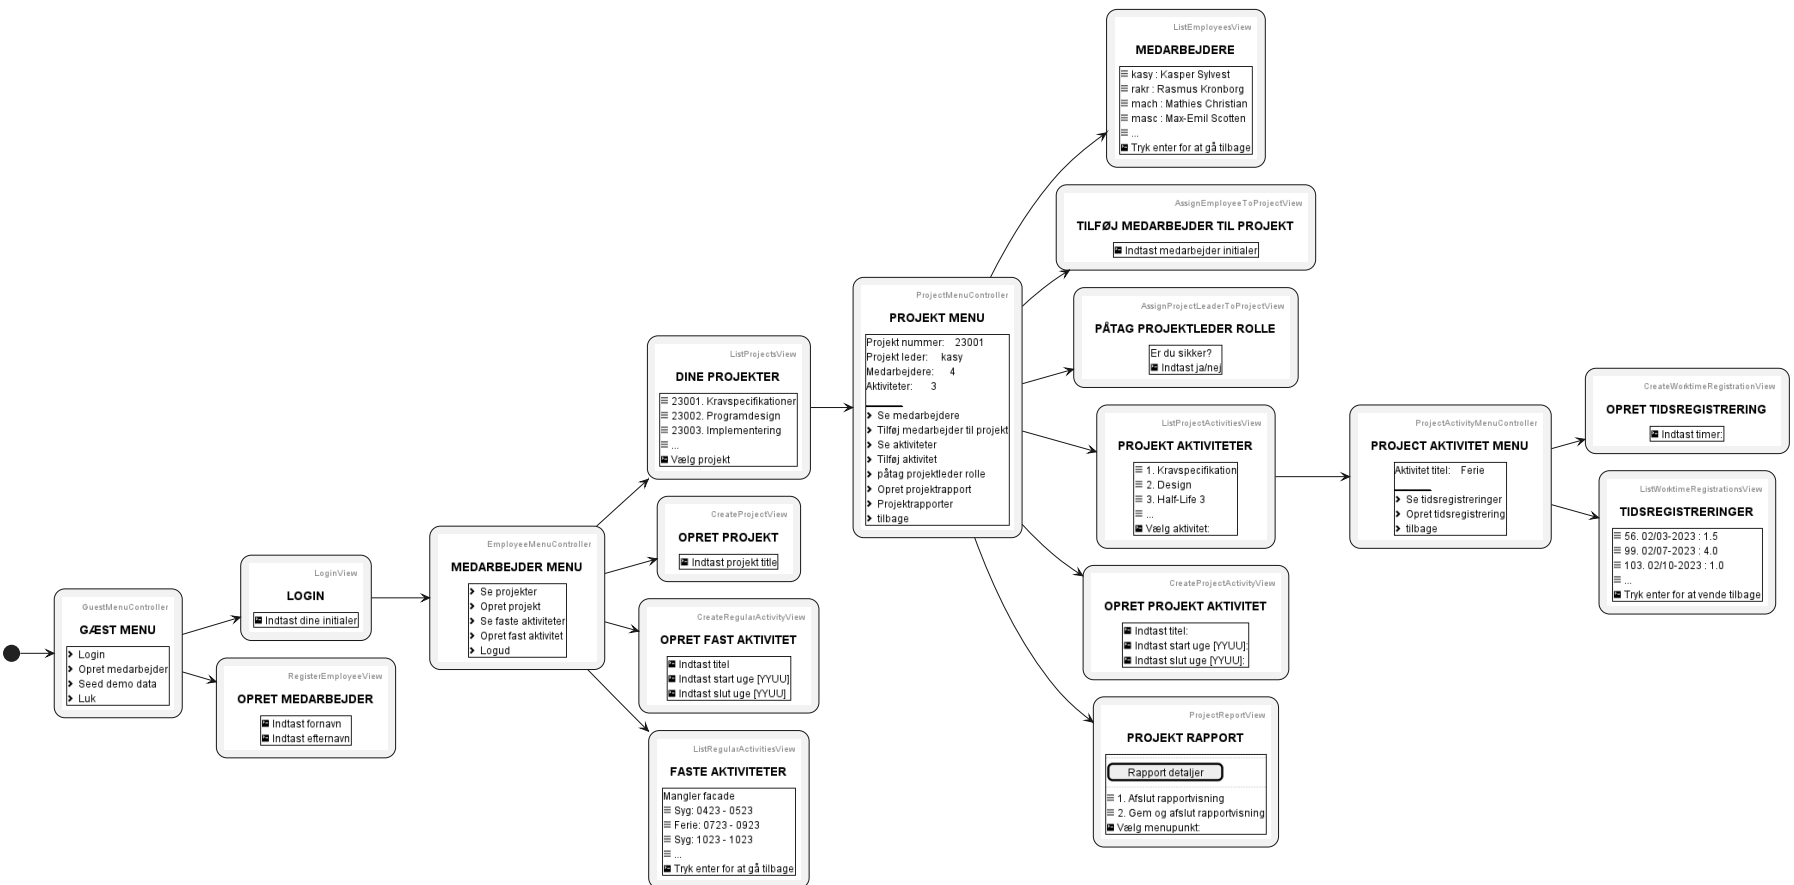 GuestMenuController
GÆST MENU
Login
Opret medarbejder
Seed demo data
Luk
LoginView
LOGIN
Indtast dine initialer
RegisterEmployeeView
OPRET MEDARBEJDER
Indtast fornavn
Indtast efternavn
EmployeeMenuController
MEDARBEJDER MENU
Se projekter
Opret projekt
Se faste aktiviteter
Opret fast aktivitet
Logud
ListProjectsView
DINE PROJEKTER
23001. Kravspecifikationer
23002. Programdesign
23003. Implementering
...
Vælg projekt
CreateProjectView
OPRET PROJEKT
Indtast projekt title
CreateRegularActivityView
OPRET FAST AKTIVITET
Indtast titel
Indtast start uge [YYUU]
Indtast slut uge [YYUU]
ListRegularActivitiesView
FASTE AKTIVITETER
Mangler facade
Syg: 0423 - 0523
Ferie: 0723 - 0923
Syg: 1023 - 1023
...
Tryk enter for at gå tilbage
ProjectMenuController
PROJEKT MENU
Projekt nummer: 23001
Projekt leder: kasy
Medarbejdere: 4
Aktiviteter: 3
Se medarbejdere
Tilføj medarbejder til projekt
Se aktiviteter
Tilføj aktivitet
påtag projektleder rolle
Opret projektrapport
Projektrapporter
tilbage
ListEmployeesView
MEDARBEJDERE
kasy : Kasper Sylvest
rakr : Rasmus Kronborg
mach : Mathies Christian
masc : Max-Emil Scotten
...
Tryk enter for at gå tilbage
AssignEmployeeToProjectView
TILFØJ MEDARBEJDER TIL PROJEKT
Indtast medarbejder initialer
AssignProjectLeaderToProjectView
PÅTAG PROJEKTLEDER ROLLE
Er du sikker?
Indtast ja/nej
ListProjectActivitiesView
PROJEKT AKTIVITETER
1. Kravspecifikation
2. Design
3. Half-Life 3
...
Vælg aktivitet:
CreateProjectActivityView
OPRET PROJEKT AKTIVITET
Indtast titel:
Indtast start uge [YYUU]:
Indtast slut uge [YYUU]:
ProjectReportView
PROJEKT RAPPORT
Rapport detaljer
1. Afslut rapportvisning
2. Gem og afslut rapportvisning
Vælg menupunkt:
ProjectActivityMenuController
PROJECT AKTIVITET MENU
Aktivitet titel: Ferie
Se tidsregistreringer
Opret tidsregistrering
tilbage
CreateWorktimeRegistrationView
OPRET TIDSREGISTRERING
Indtast timer:
ListWorktimeRegistrationsView
TIDSREGISTRERINGER
56. 02/03-2023 : 1.5
99. 02/07-2023 : 4.0
103. 02/10-2023 : 1.0
...
Tryk enter for at vende tilbage